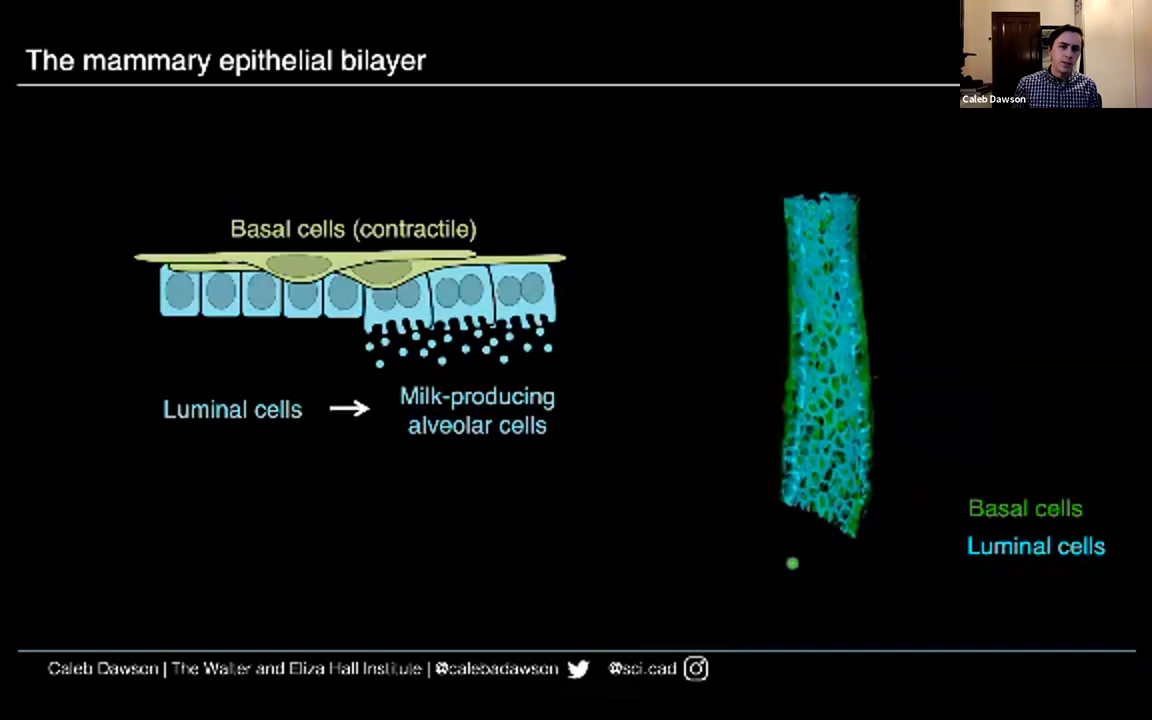 The mammary epithelial bilayer
Caleb Dawson
Basal cells (contractile)
Luminal cells
Milk-producing
alveolar cells
Basal cells
Luminal cells
Caleb Dawson | The Walter and Eliza Hall Institute | @calebadawson @sci.cad